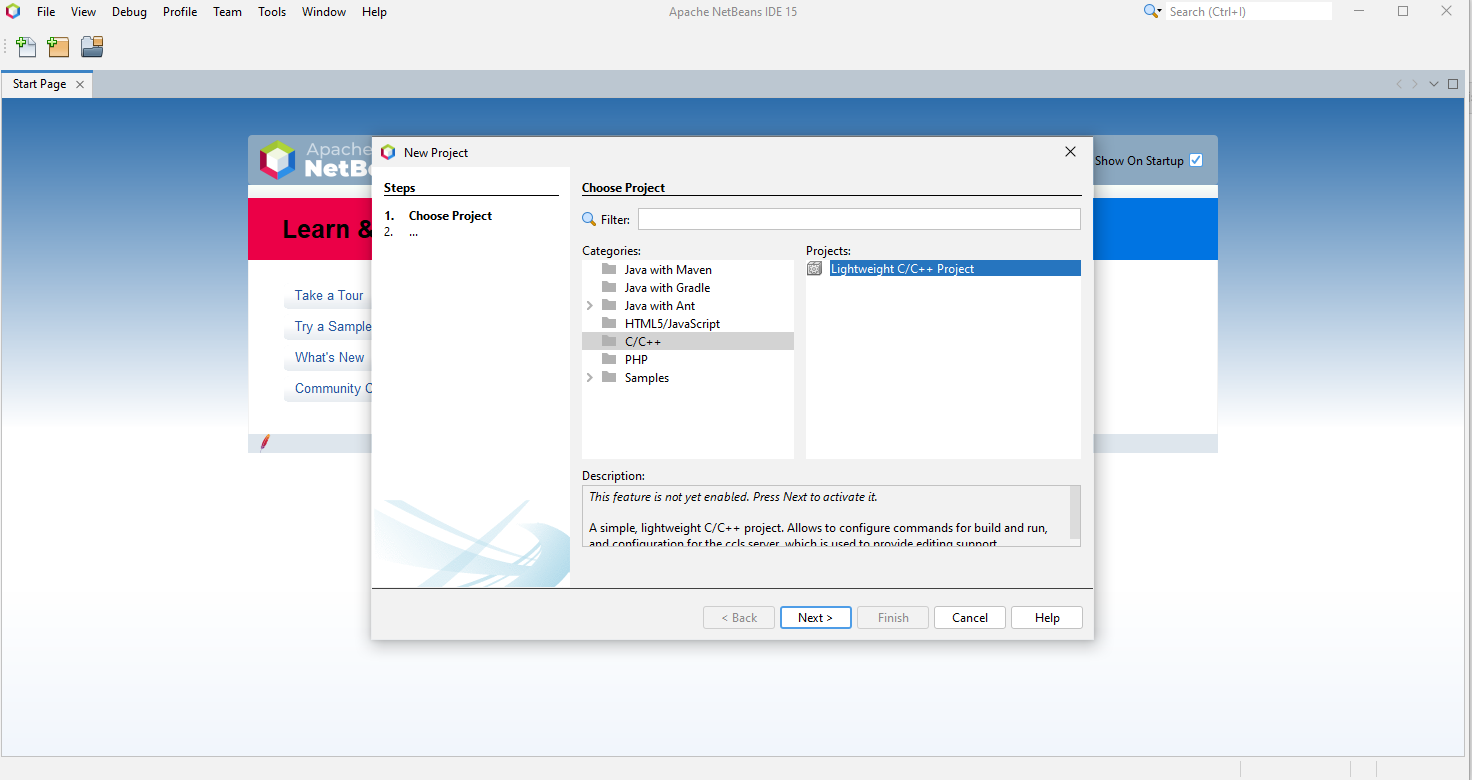 File View Debug Profile Team Tools Window Help
Apache NetBeans IDE 15
Search (Ctrl+I)
Start Page
Apache
NetBe
Show On Startup
Learn &
Take a Tour
Try a Sample
What's New
Community
New Project
Steps
1. Choose Project
2. ...
Choose Project
Filter:
Categories:
Java with Maven
Java with Gradle
Java with Ant
HTML5/JavaScript
C/C++
PHP
Samples
Projects:
Lightweight C/C++ Project
Description:
This feature is not yet enabled. Press Next to activate it.
A simple, lightweight C/C++ project. Allows to configure commands for build and run,
and configuration for the ccls server, which is used to provide editing support.
< Back
Next >
Finish
Cancel
Help